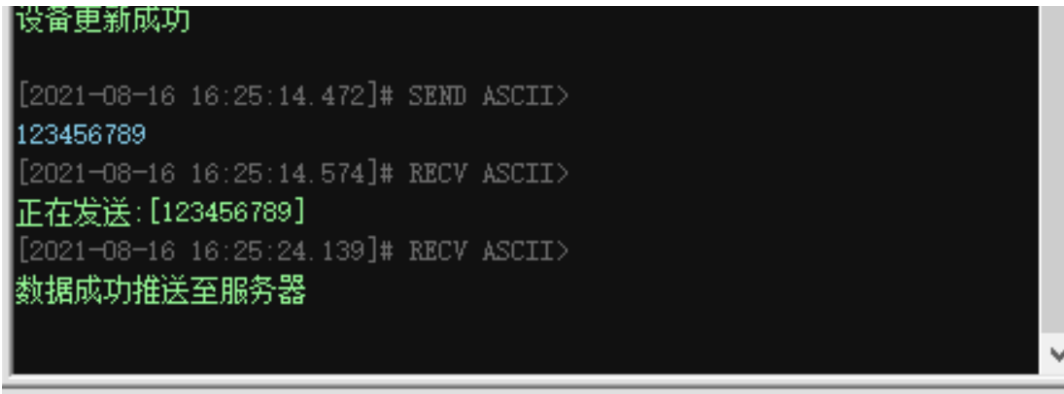 设备更新成功
[2021-08-16 16:25:14.472]# SEND ASCII>
123456789
[2021-08-16 16:25:14.574]# RECV ASCII>
正在发送:[123456789]
[2021-08-16 16:25:24.139]# RECV ASCII>
数据成功推送至服务器